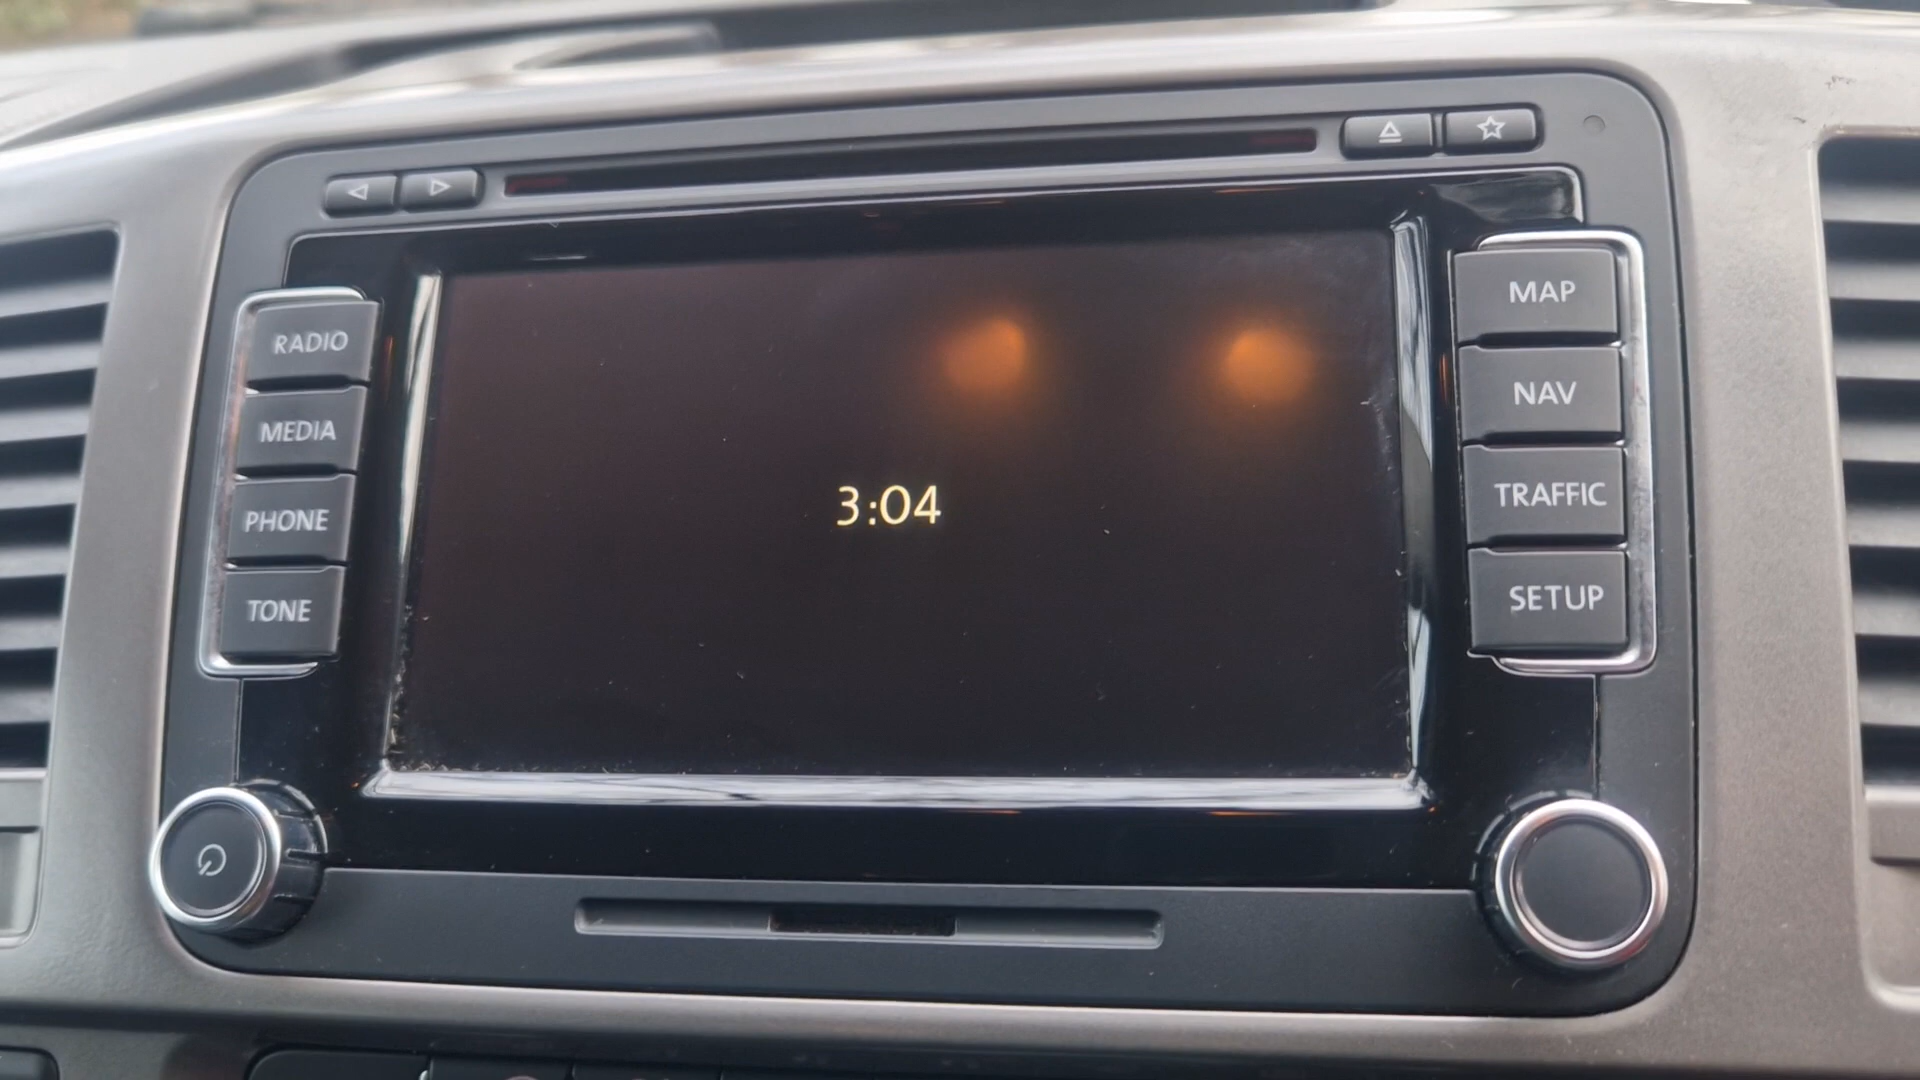 RADIO
MEDIA
PHONE
TONE
3:04
MAP
NAV
TRAFFIC
SETUP